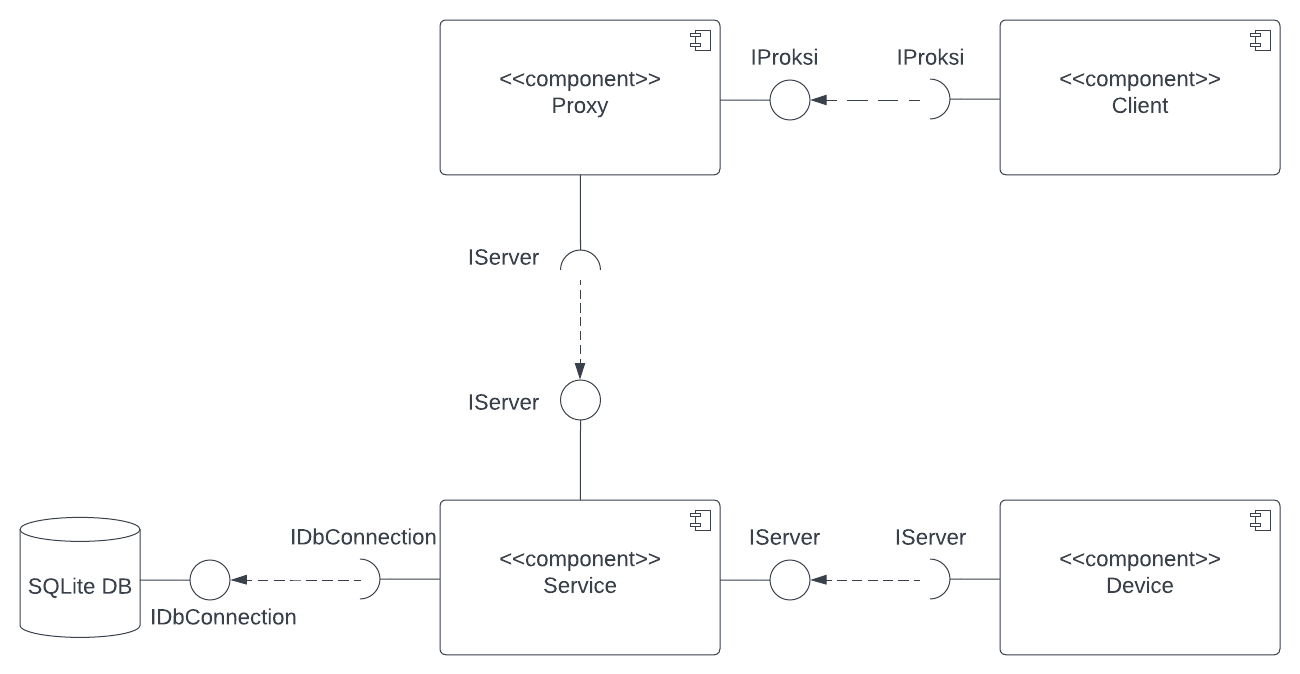 IProksi
IProksi
<<component>>
Proxy
<<component>>
Client
IServer
IServer
IDbConnection
IServer
IServer
<<component>>
Service
<<component>>
Device
SQLite DB
IDbConnection